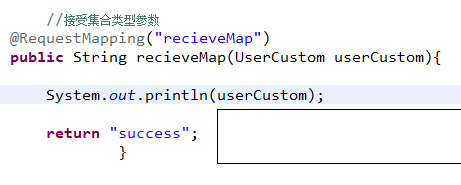 //接受集合类型参数
@RequestMapping("recieveMap")
public String recieveMap(UserCustom userCustom){
System.out.println(userCustom);
return "success";
}